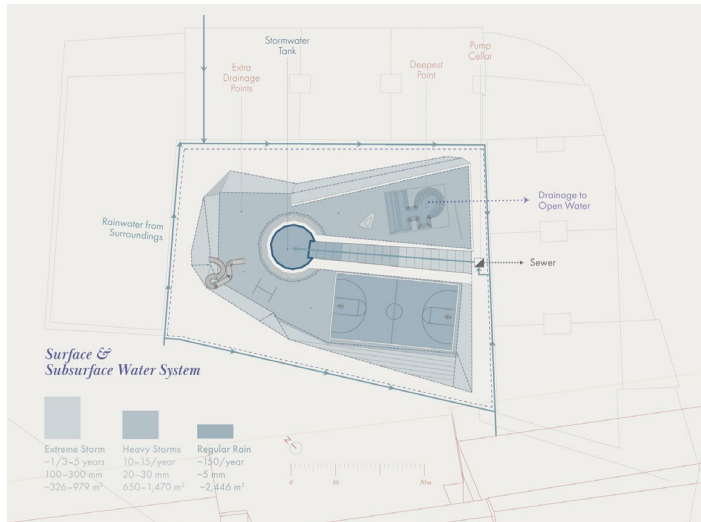 Stormwater
Tank
Pump
Cellar
Extra
Drainage
Points
Deepest
Point
Drainage to
Open Water
Rainwater from
Surroundings
Sewer
Surface &
Subsurface Water System
Extreme Storm
~1/3~5 years
100~300 mm
~326~979 m³
Heavy Storms
10~15/year
20~30 mm
650~1,470 m³
Regular Rain
~150/year
~5 mm
~2,446 m³
N
0 10 20m